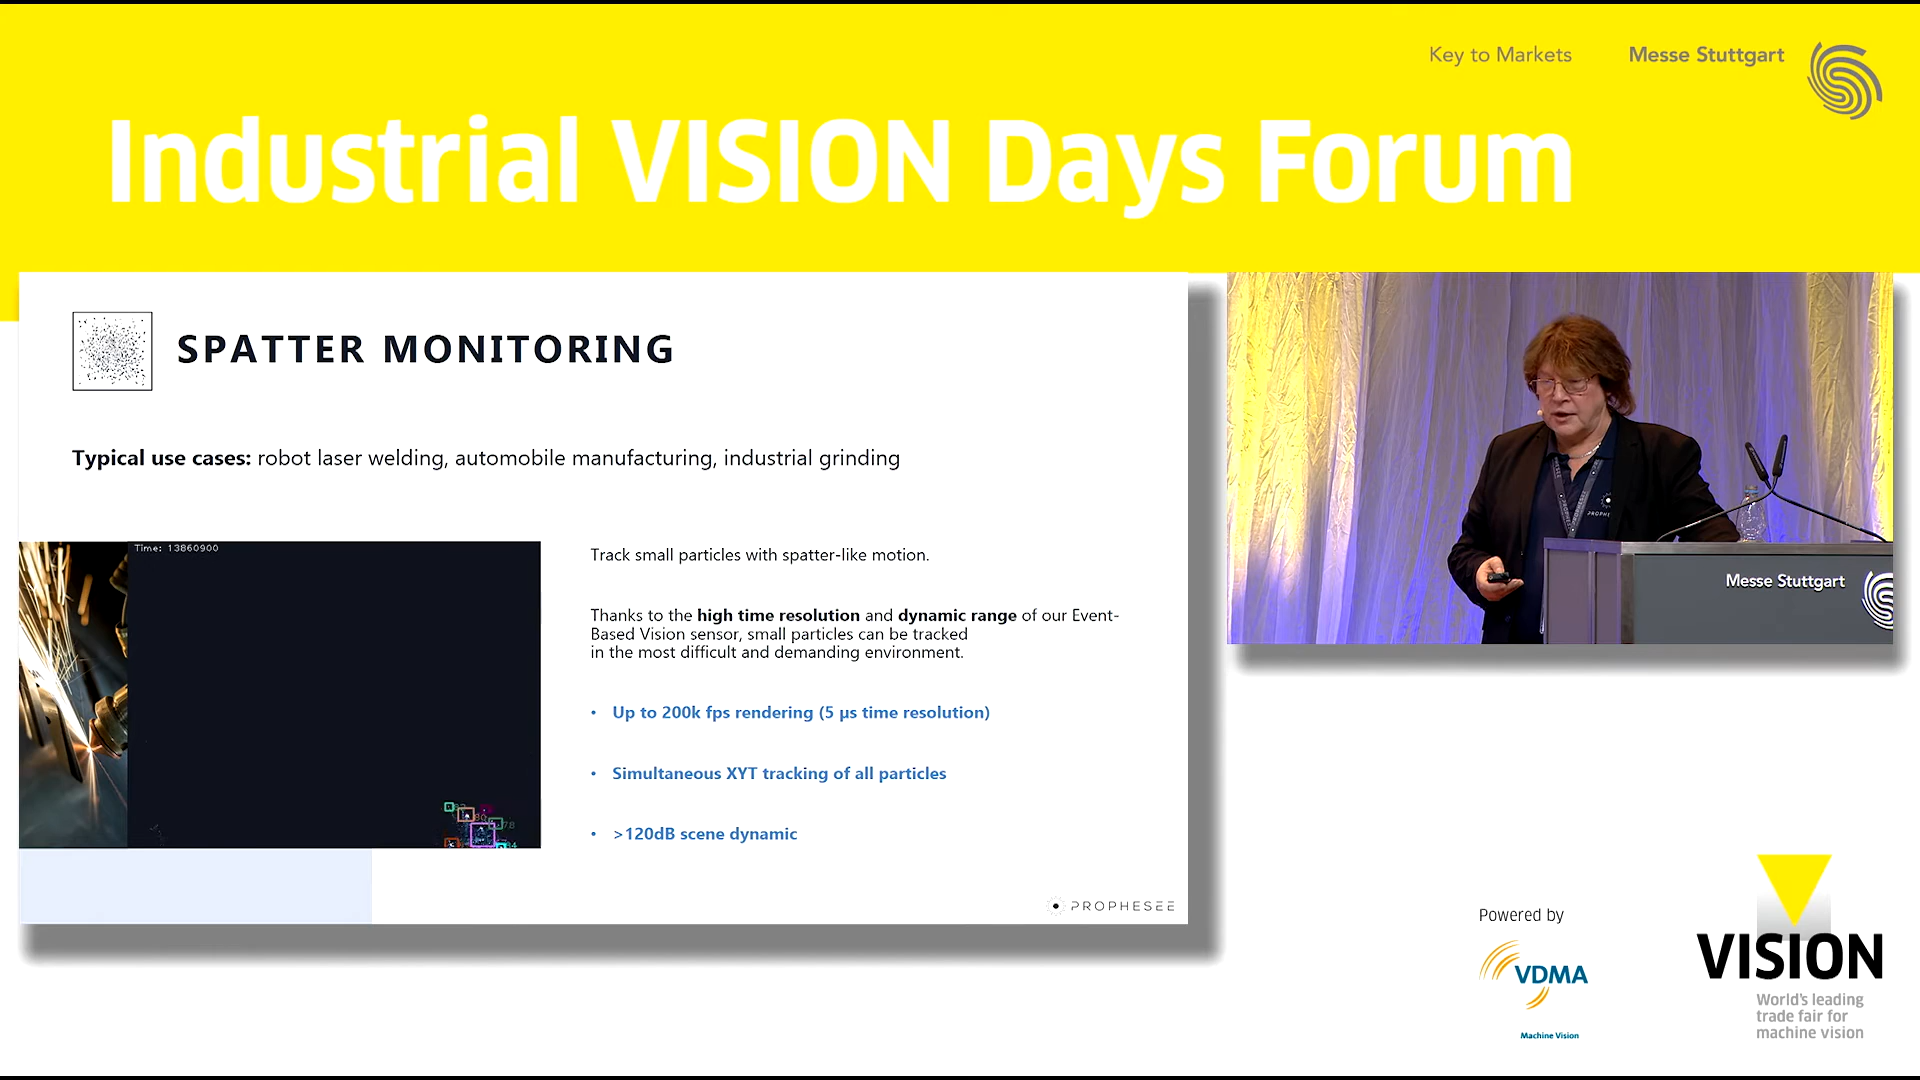 Key to Markets
Messe Stuttgart
Industrial VISION Days Forum
SPATTER MONITORING
Typical use cases: robot laser welding, automobile manufacturing, industrial grinding
Time: 13860900
Track small particles with spatter-like motion.
Thanks to the high time resolution and dynamic range of our Event-
Based Vision sensor, small particles can be tracked
in the most difficult and demanding environment.
• Up to 200k fps rendering (5 µs time resolution)
• Simultaneous XYT tracking of all particles
• >120dB scene dynamic
PROPHESEE
Messe Stuttgart
Powered by
VDMA
Machine Vision
VISION
World's leading
trade fair for
machine vision